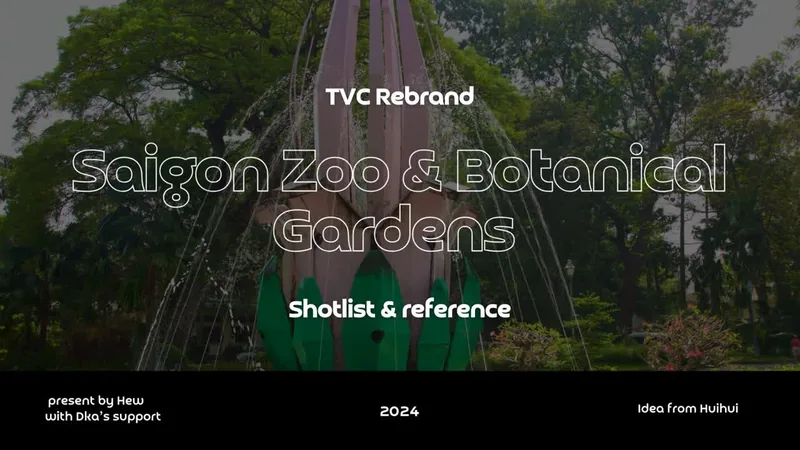 TVC Rebrand
Saigon Zoo & Botanical
Gardens
Shotlist & reference
present by Hew
with Dka's support
2024
Idea from Huihui